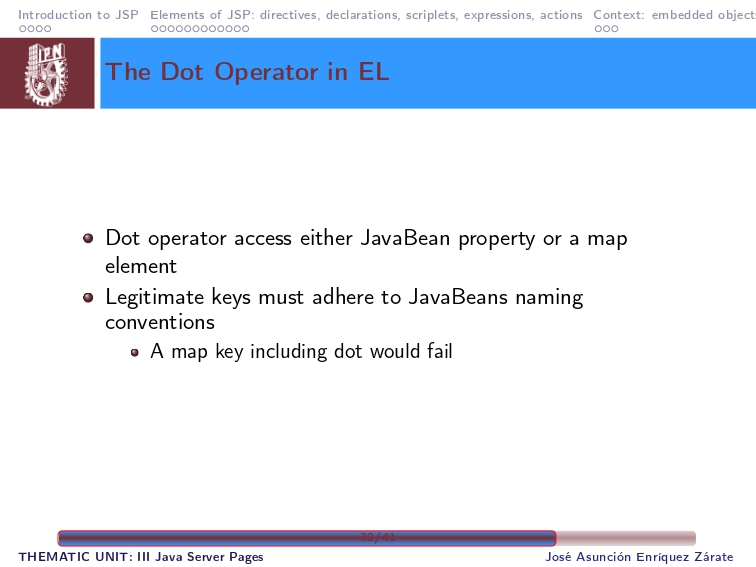 Introduction to JSP Elements of JSP: directives, declarations, scriplets, expressions, actions Context: embedded object
IPN
The Dot Operator in EL
Dot operator access either JavaBean property or a map
element
Legitimate keys must adhere to JavaBeans naming
conventions
A map key including dot would fail
32/41
THEMATIC UNIT: III Java Server Pages José Asunción Enríquez Zárate